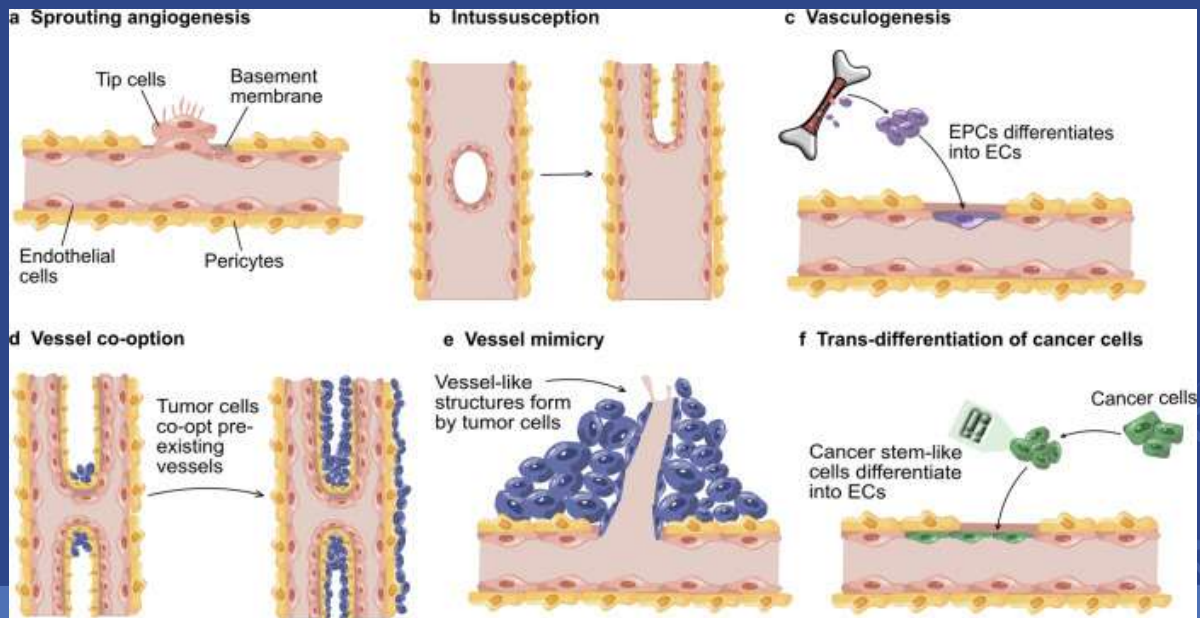 a Sprouting angiogenesis
Tip cells
Basement
membrane
Endothelial
cells
Pericytes
b Intussusception
c Vasculogenesis
EPCs differentiates
into ECs
d Vessel co-option
Tumor cells
co-opt pre-
existing
vessels
e Vessel mimicry
Vessel-like
structures form
by tumor cells
f Trans-differentiation of cancer cells
Cancer cells
Cancer stem-like
cells differentiate
into ECs